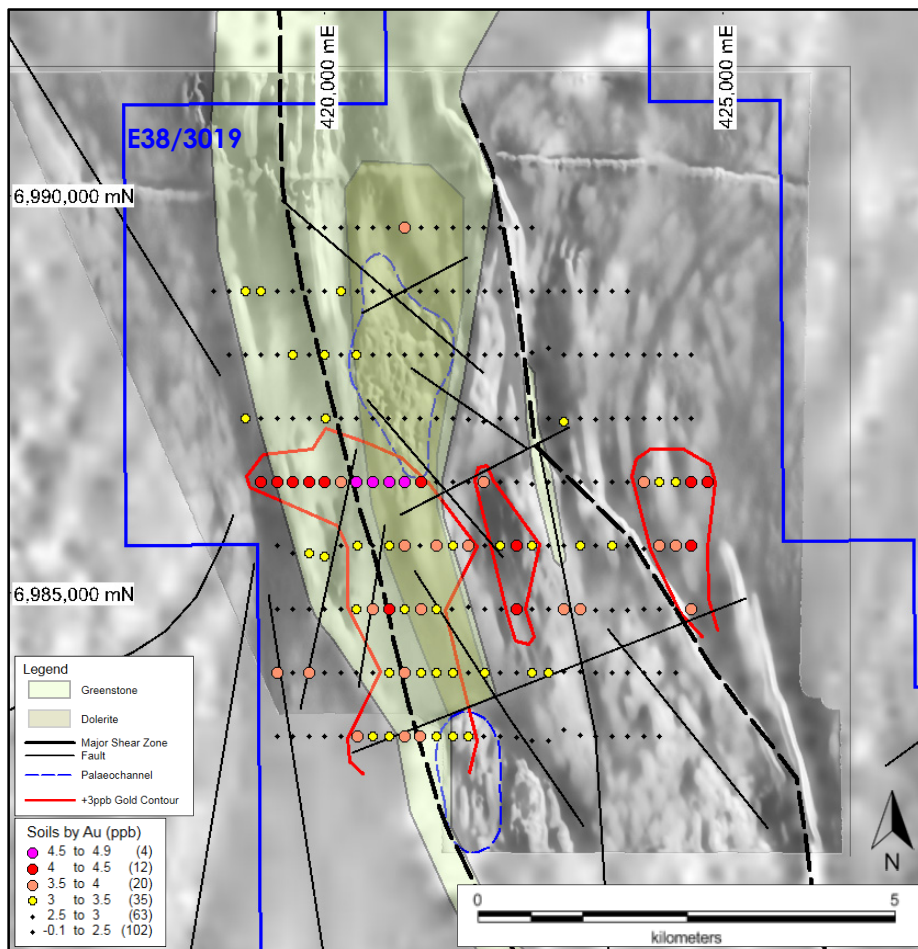 420,000 mE
425,000 mE
E38/3019
6,990,000 mN
6,985,000 mN
Legend
Greenstone
Dolerite
Major Shear Zone
Fault
Palaeochannel
+3ppb Gold Contour
Soils by Au (ppb)
4.5 to 4.9 (4)
4 to 4.5 (12)
3.5 to 4 (20)
3 to 3.5 (35)
2.5 to 3 (63)
-0.1 to 2.5 (102)
N
0 5
kilometers